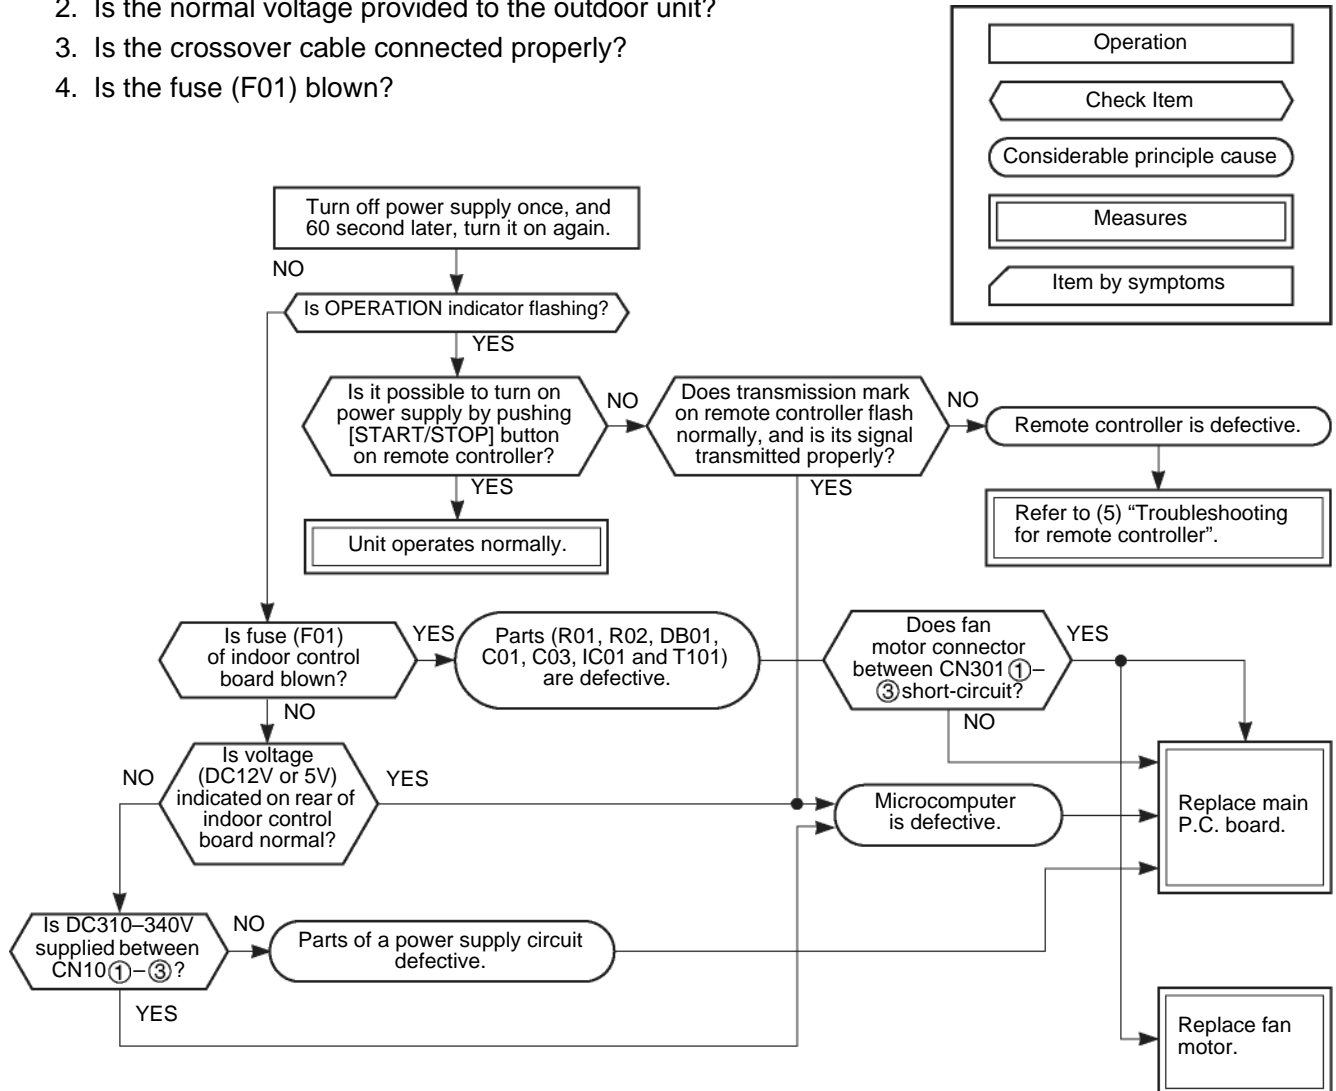 2. Is the normal voltage provided to the outdoor unit?
3. Is the crossover cable connected properly?
4. Is the fuse (F01) blown?
Operation
Check Item
Considerable principle cause
Measures
Item by symptoms
Turn off power supply once, and
60 second later, turn it on again.
NO
Is OPERATION indicator flashing?
YES
Is it possible to turn on
power supply by pushing
[START/STOP] button
on remote controller?
NO
Does transmission mark
on remote controller flash
normally, and is its signal
transmitted properly?
NO
Remote controller is defective.
YES
YES
Unit operates normally.
Refer to (5) “Troubleshooting
for remote controller”.
Is fuse (F01)
of indoor control
board blown?
YES
Parts (R01, R02, DB01,
C01, C03, IC01 and T101)
are defective.
Does fan
motor connector
between CN301 ①–
③ short-circuit?
YES
NO
NO
Is voltage
(DC12V or 5V)
indicated on rear of
indoor control
board normal?
NO
YES
Microcomputer
is defective.
Replace main
P.C. board.
Is DC310–340V
supplied between
CN10 ①–③?
NO
Parts of a power supply circuit
defective.
YES
Replace fan
motor.